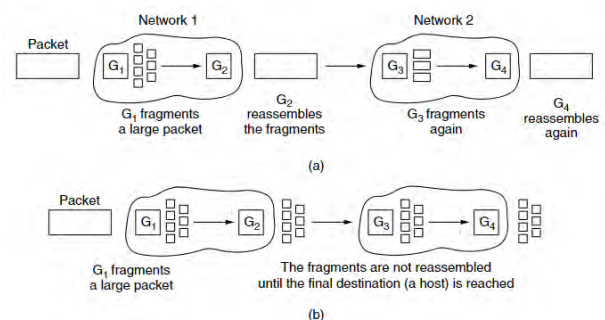 Network 1
Network 2
Packet
G1
G2
G3
G4
G1 fragments
a large packet
G2
reassembles
the fragments
G3 fragments
again
G4
reassembles
again
(a)
Packet
G1
G2
G3
G4
G1 fragments
a large packet
The fragments are not reassembled
until the final destination (a host) is reached
(b)